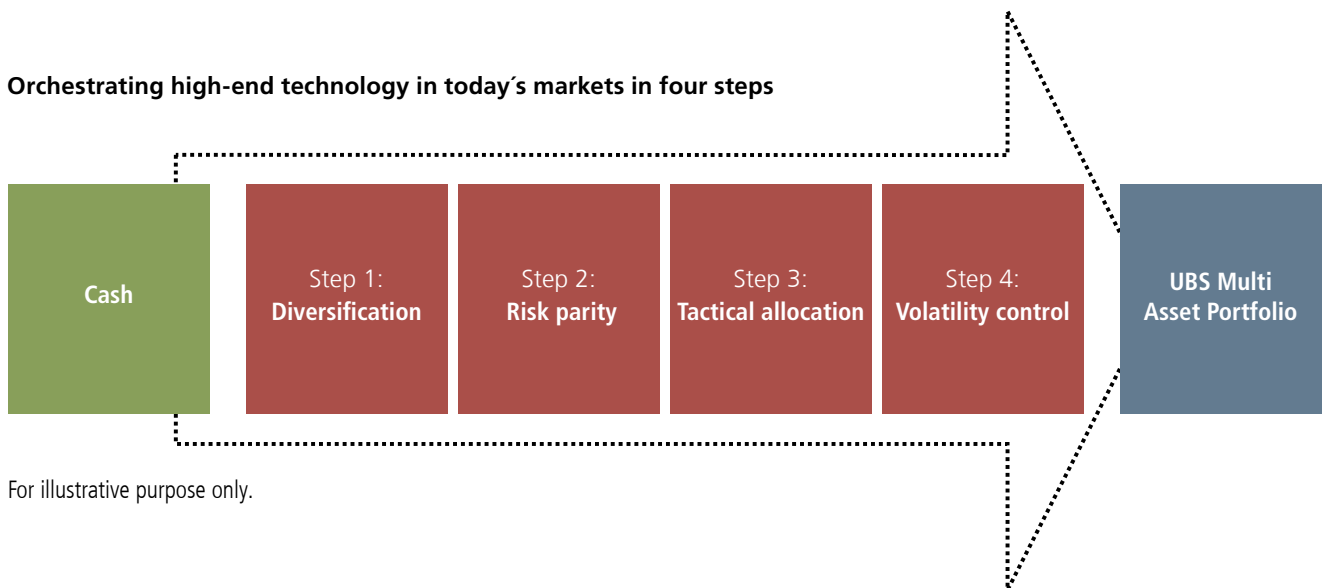 Orchestrating high-end technology in today´s markets in four steps
Cash
Step 1:
Diversification
Step 2:
Risk parity
Step 3:
Tactical allocation
Step 4:
Volatility control
UBS Multi
Asset Portfolio
For illustrative purpose only.